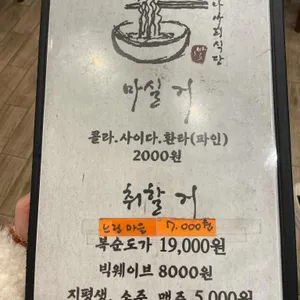 마실 거
콜라.사이다.환타(파인)
2000원
취할 거
느린 마을 7.000원
복순도가 19,000원
빅웨이브 8000원
지평생, 소주, 맥주 5,000원